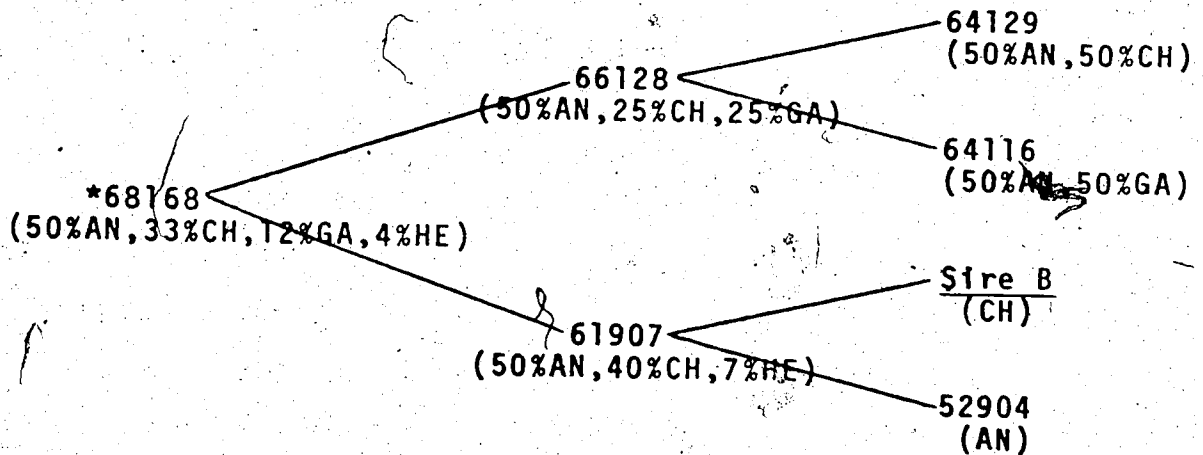 64129
(50%AN,50%CH)
66128
(50%AN,25%CH,25%GA)
64116
(50%AN, 50%GA)
*68168
(50%AN,33%CH,12%GA,4%HE)
Sire B
(CH)
61907
(50%AN,40%CH,7%HE)
52904
(AN)